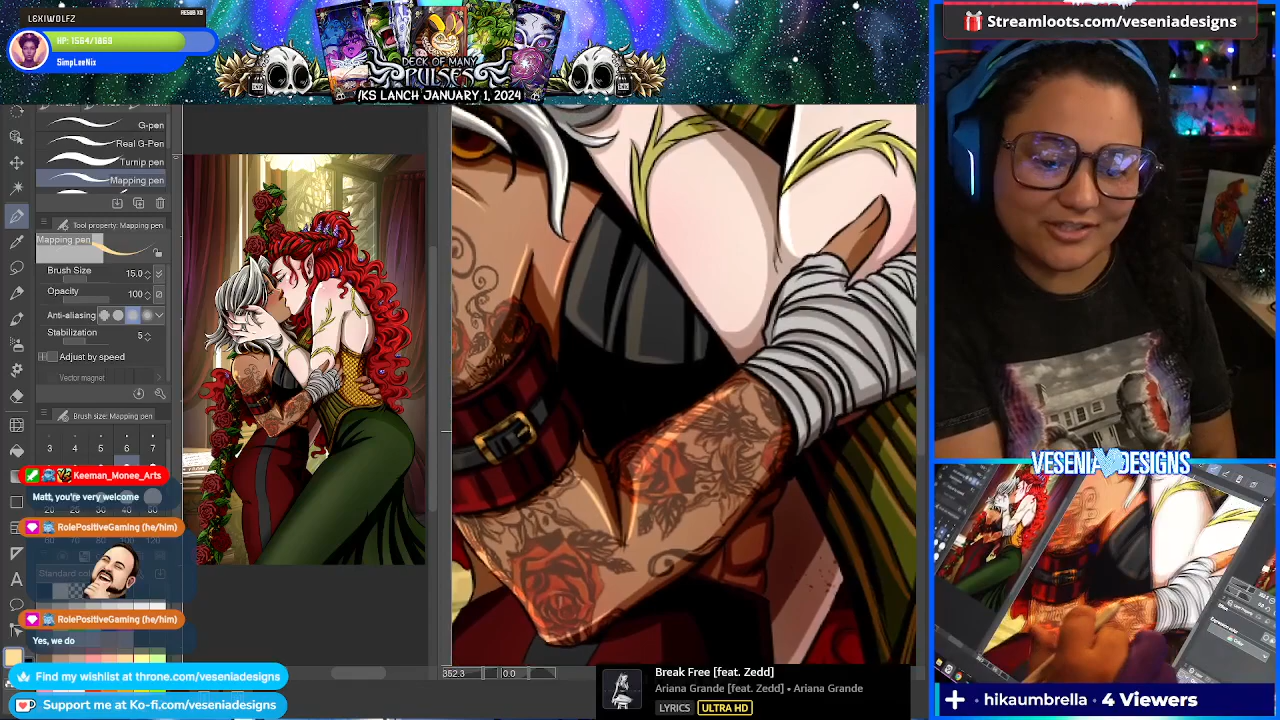 LEXIWOLFZ
HP: 1564/1869
SimpLeeNix
DECK OF MANY
PULSES
/KS LANCH JANUARY 1, 2024
Streamloots.com/veseniadesigns
G-pen
Real G-Pen
Turnip pen
Mapping pen
Tool property: Mapping pen
Mapping pen
Brush Size 15.0
Opacity 100
Anti-aliasing
Stabilization 5
Adjust by speed
Vector magnet
Brush size: Mapping pen
3 4 5 6 7
Keeman_Monee_Arts
Matt, you're very welcome
RolePositiveGaming (he/him)
RolePositiveGaming (he/him)
Yes, we do
Find my wishlist at throne.com/veseniadesigns
Support me at Ko-fi.com/veseniadesigns
352.3 0.0
Break Free [feat. Zedd]
Ariana Grande [feat. Zedd] • Ariana Grande
LYRICS ULTRA HD
VESENIA DESIGNS
hikaumbrella • 4 Viewers